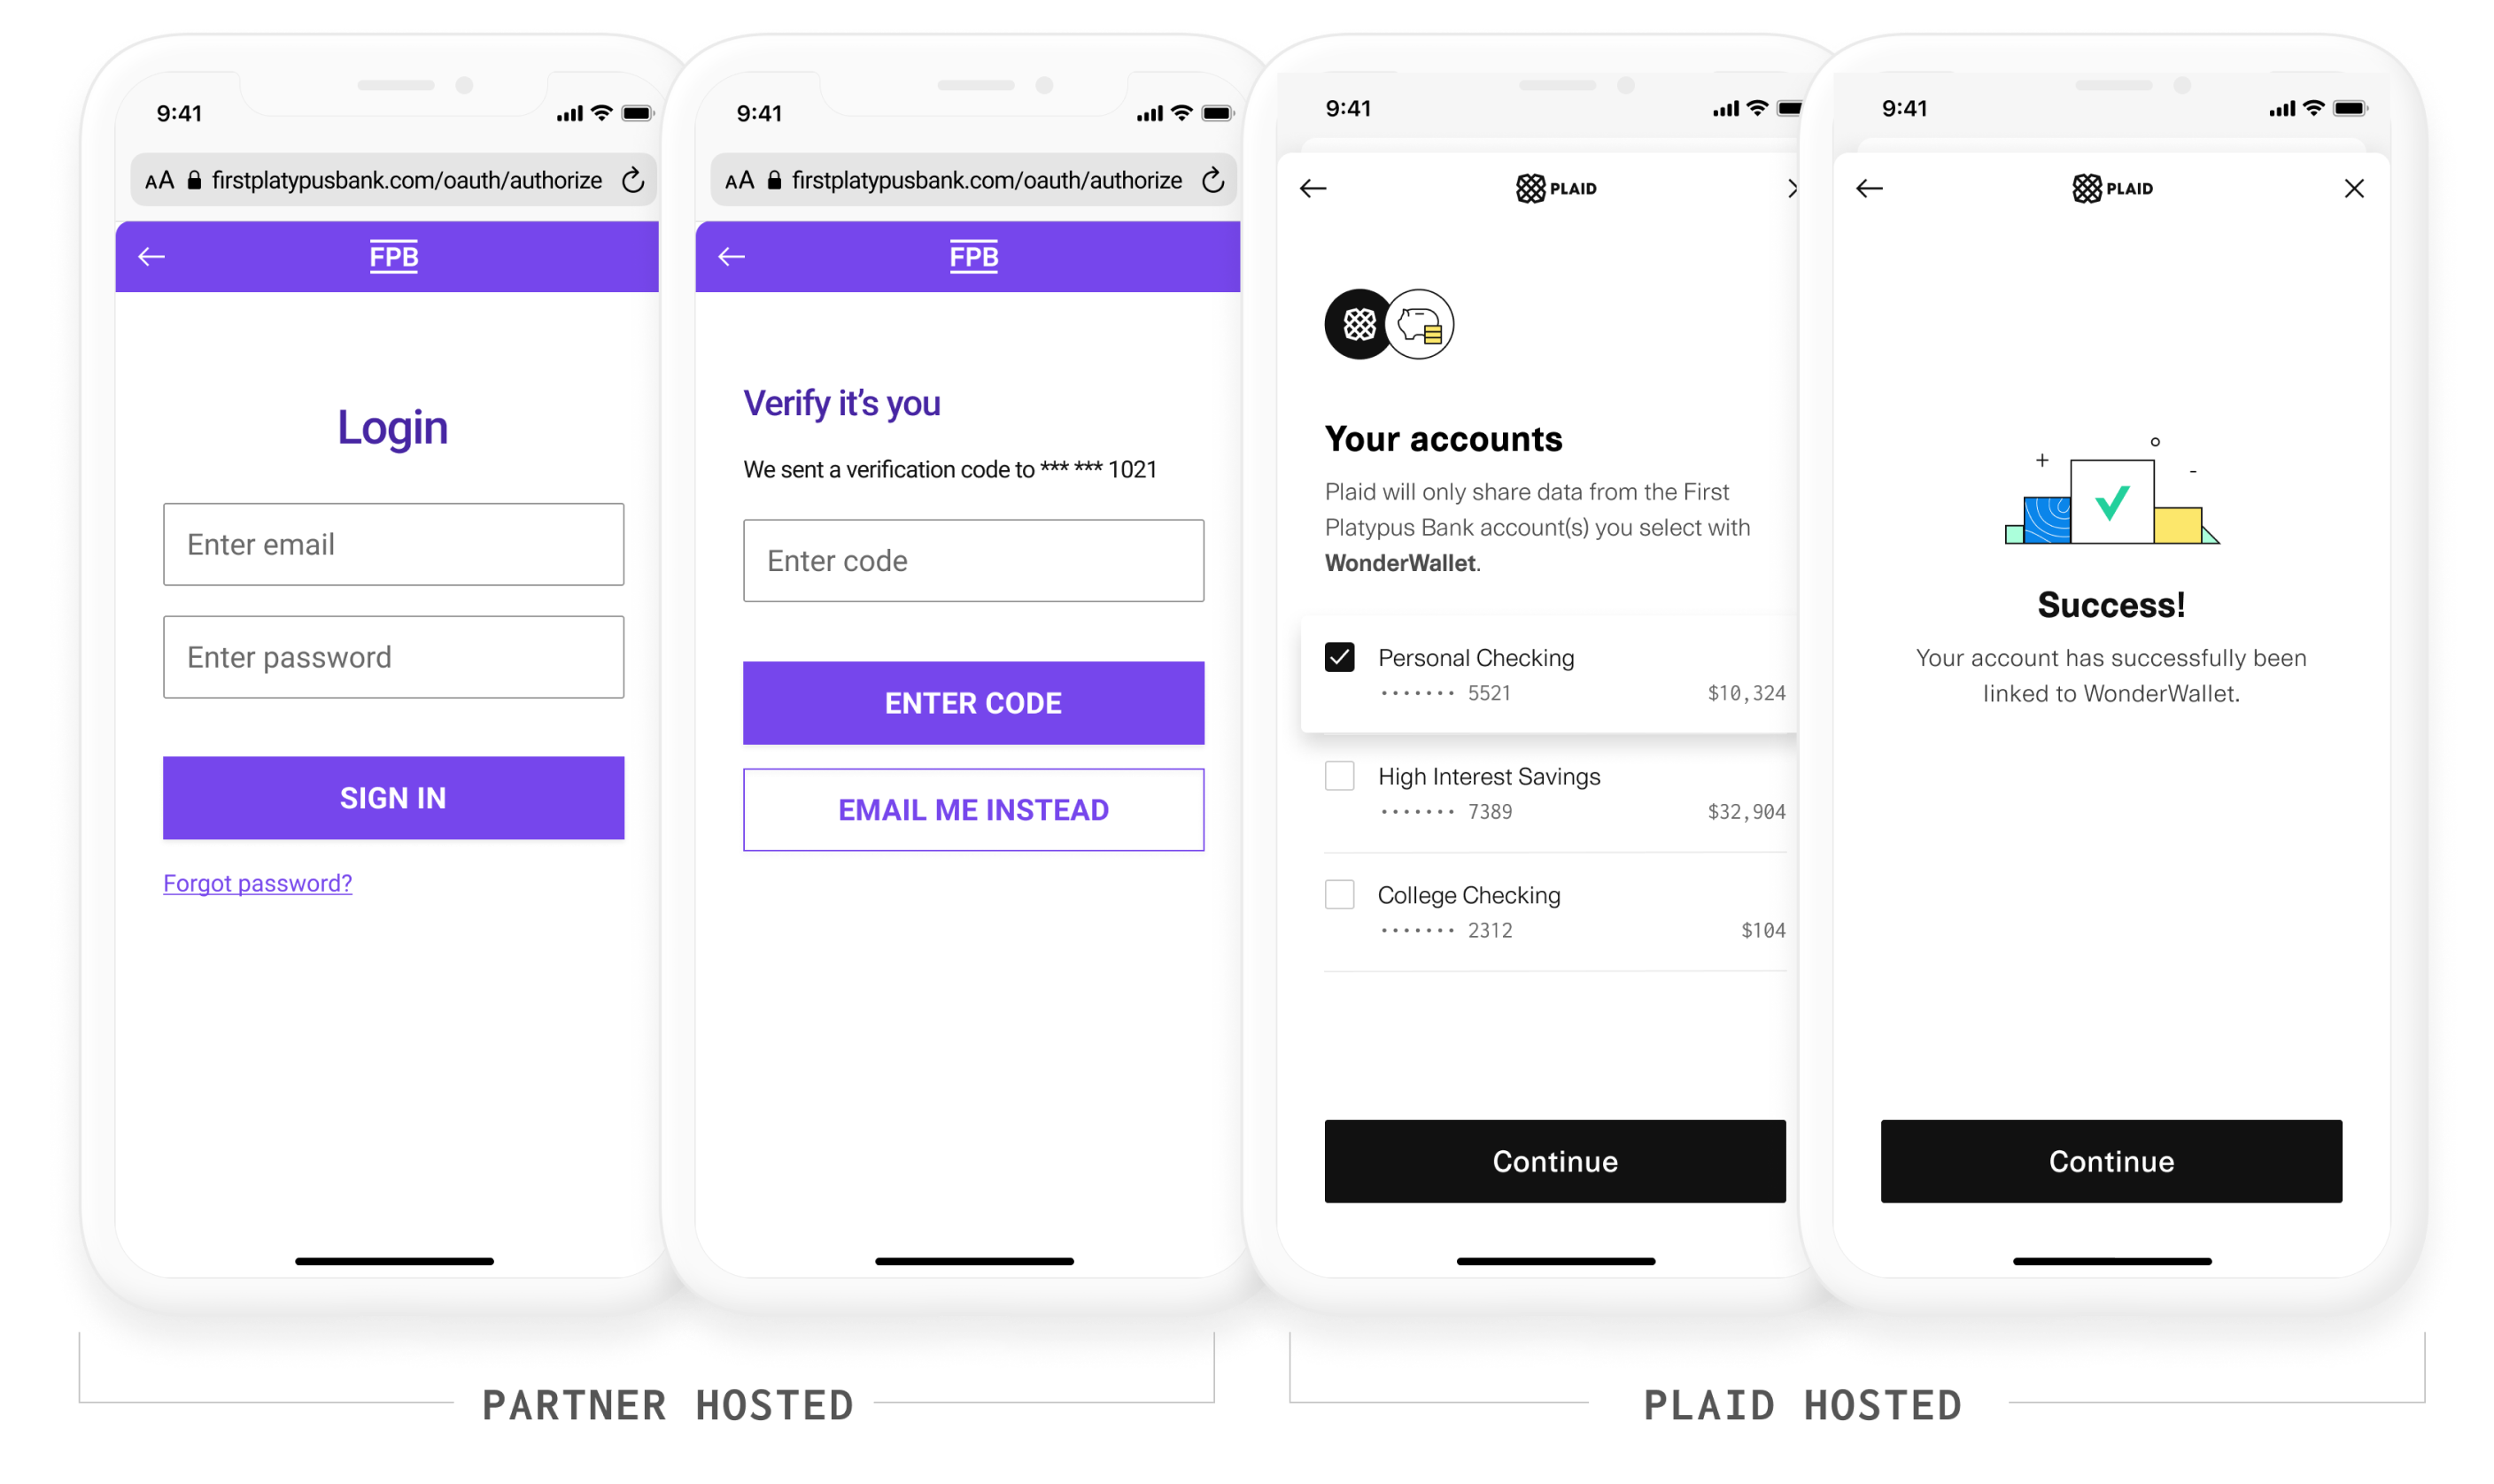 9:41
AA firstplatypusbank.com/oauth/authorize
FPB
Login
Enter email
Enter password
SIGN IN
Forgot password?
9:41
AA firstplatypusbank.com/oauth/authorize
FPB
Verify it's you
We sent a verification code to *** *** 1021
Enter code
ENTER CODE
EMAIL ME INSTEAD
9:41
PLAID
Your accounts
Plaid will only share data from the First
Platypus Bank account(s) you select with
WonderWallet.
Personal Checking
••••••• 5521 $10,324
High Interest Savings
••••••• 7389 $32,904
College Checking
••••••• 2312 $104
Continue
9:41
PLAID
Success!
Your account has successfully been
linked to WonderWallet.
Continue
PARTNER HOSTED
PLAID HOSTED